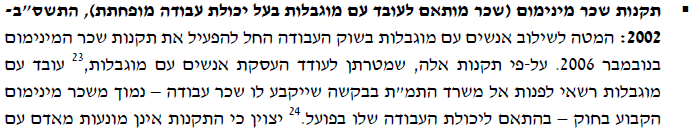 ▪ תקנות שכר מינימום (שכר מותאם לעובד עם מוגבלות בעל יכולת עבודה מופחתת), התשס"ב-
2002: המטה לשילוב אנשים עם מוגבלות בשוק העבודה החל להפעיל את תקנות שכר המינימום
בנובמבר 2006. על-פי תקנות אלה, שמטרתן לעודד העסקת אנשים עם מוגבלות,23 עובד עם
מוגבלות רשאי לפנות אל משרד התמ"ת בבקשה שייקבע לו שכר עבודה – נמוך משכר מינימום
הקבוע בחוק – בהתאם ליכולת העבודה שלו בפועל.24 יצוין כי התקנות אינן מונעות מאדם עם